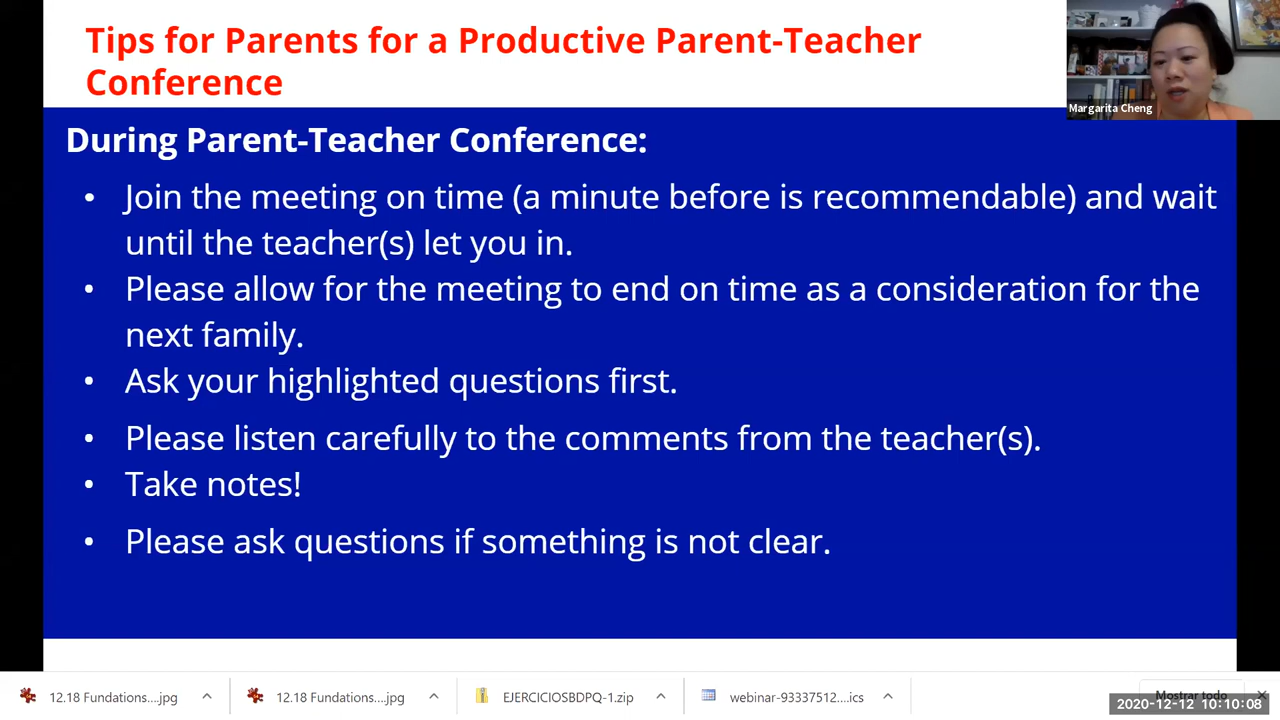 Tips for Parents for a Productive Parent-Teacher
Conference
Margarita Cheng
During Parent-Teacher Conference:
• Join the meeting on time (a minute before is recommendable) and wait
until the teacher(s) let you in.
• Please allow for the meeting to end on time as a consideration for the
next family.
• Ask your highlighted questions first.
• Please listen carefully to the comments from the teacher(s).
• Take notes!
• Please ask questions if something is not clear.
12.18 Fundations....jpg
12.18 Fundations....jpg
EJERCICIOSBDPQ-1.zip
webinar-93337512....ics
Mostrar todo
2020-12-12 10:10:08